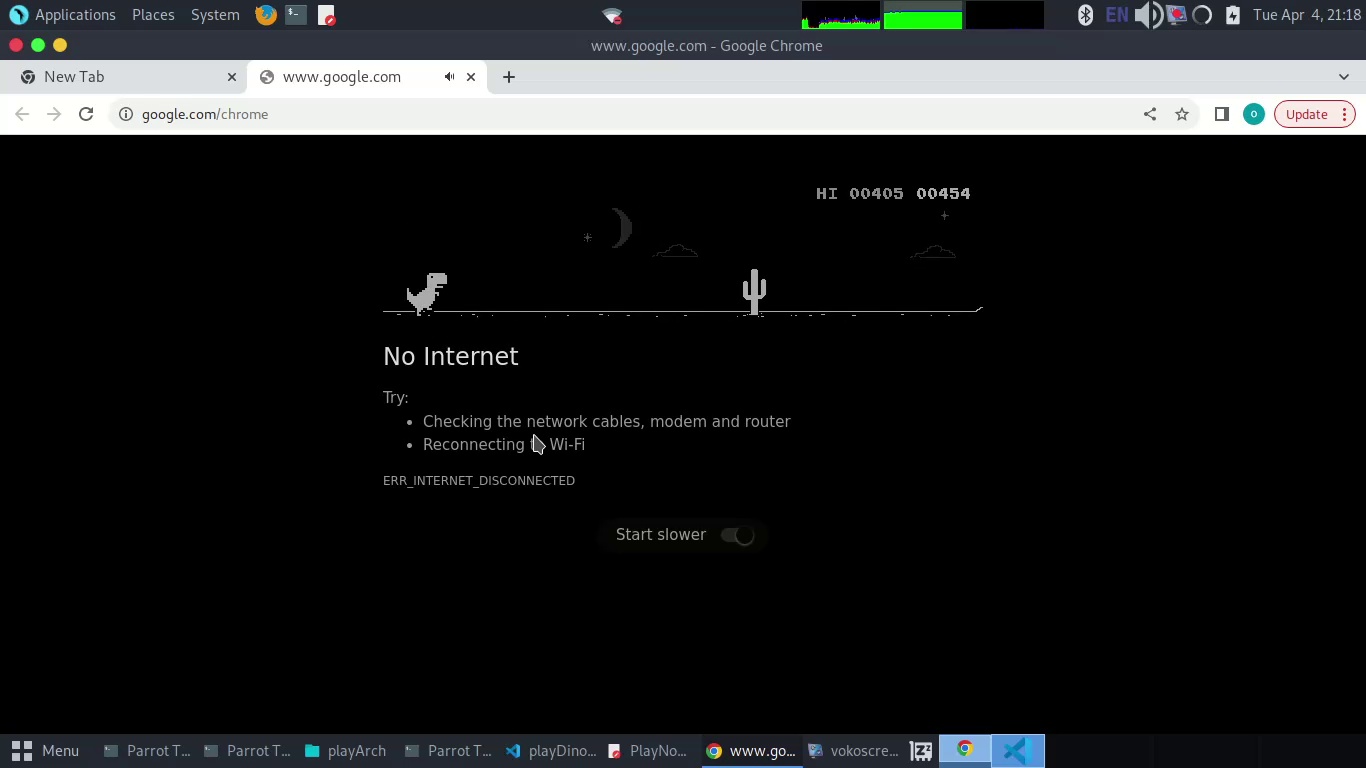 Applications Places System EN Tue Apr 4, 21:18
www.google.com - Google Chrome
New Tab www.google.com
google.com/chrome o Update
HI 00405 00454
No Internet
Try:
Checking the network cables, modem and router
Reconnecting Wi-Fi
ERR_INTERNET_DISCONNECTED
Start slower
Menu Parrot T... Parrot T... playArch Parrot T... playDino... PlayNo... www.go... vokoscre...